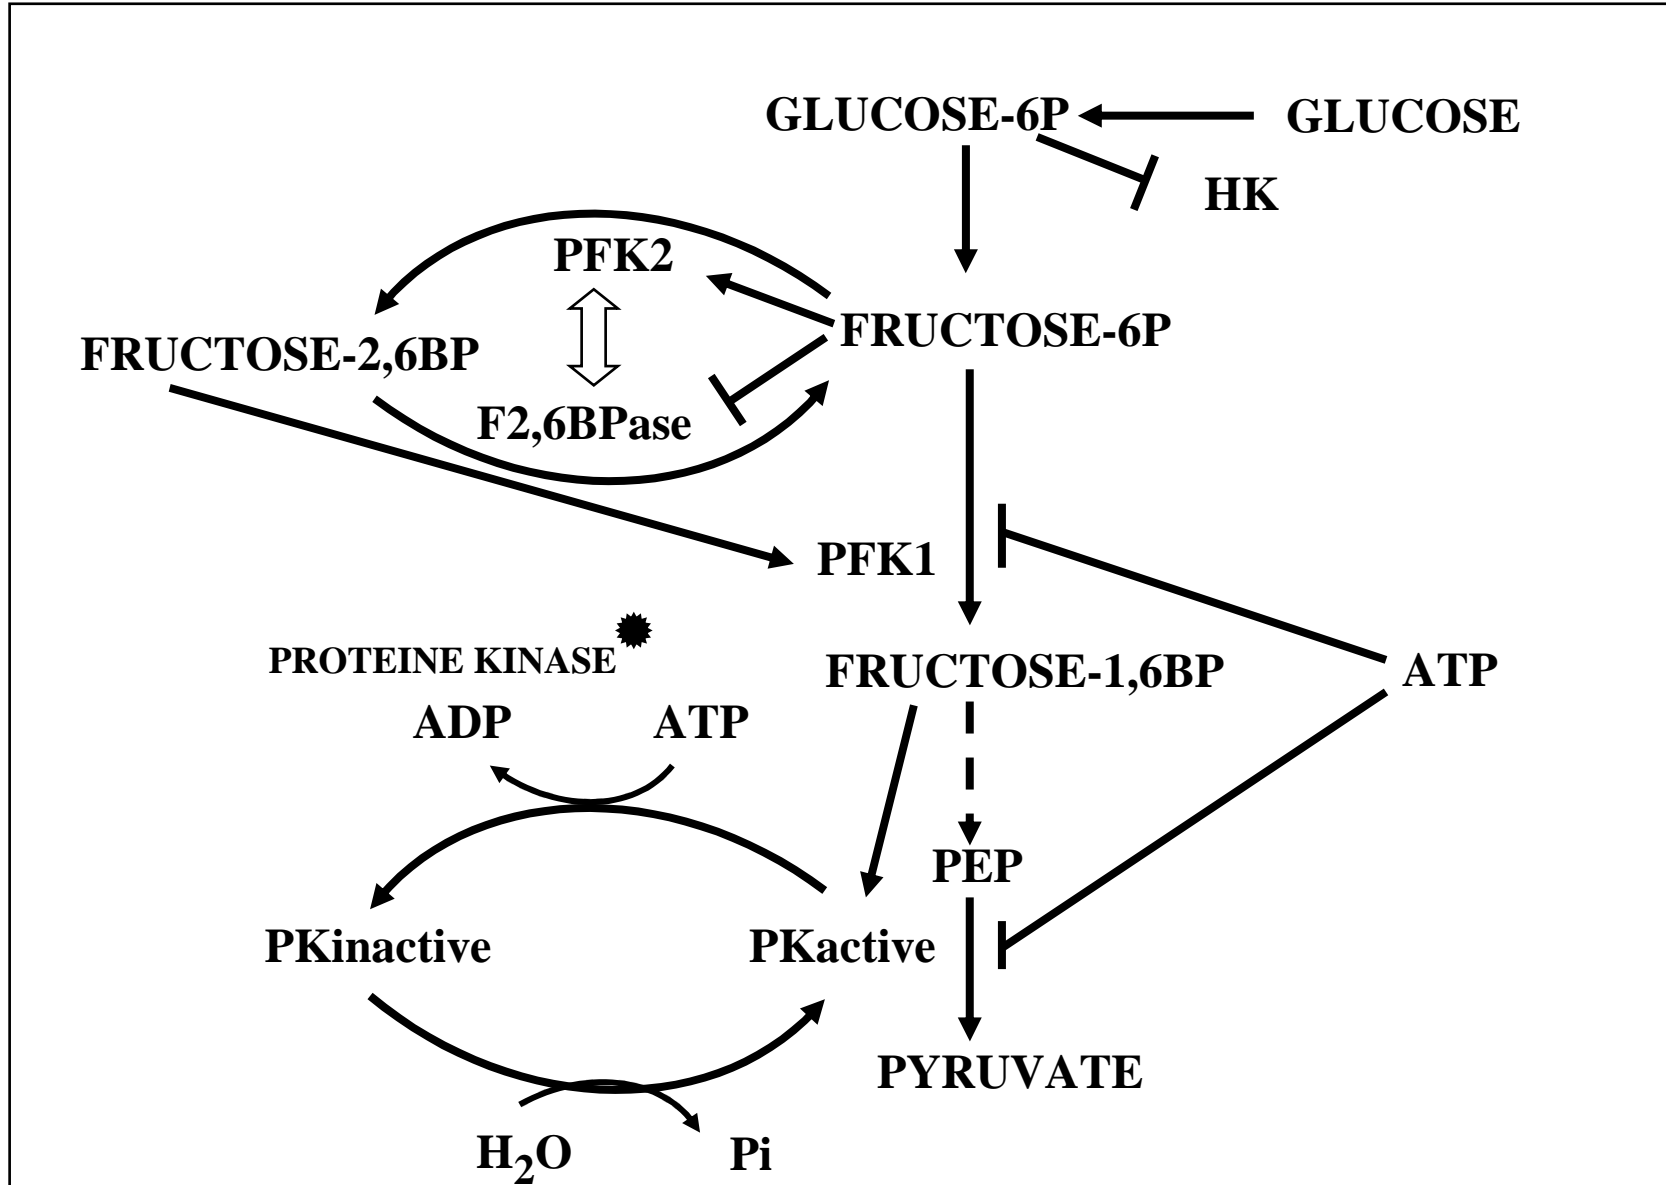 GLUCOSE-6P GLUCOSE
HK
PFK2
FRUCTOSE-6P
FRUCTOSE-2,6BP
F2,6BPase
PFK1
PROTEINE KINASE
FRUCTOSE-1,6BP ATP
ADP ATP
PEP
PKinactive PKactive
PYRUVATE
H₂O Pi